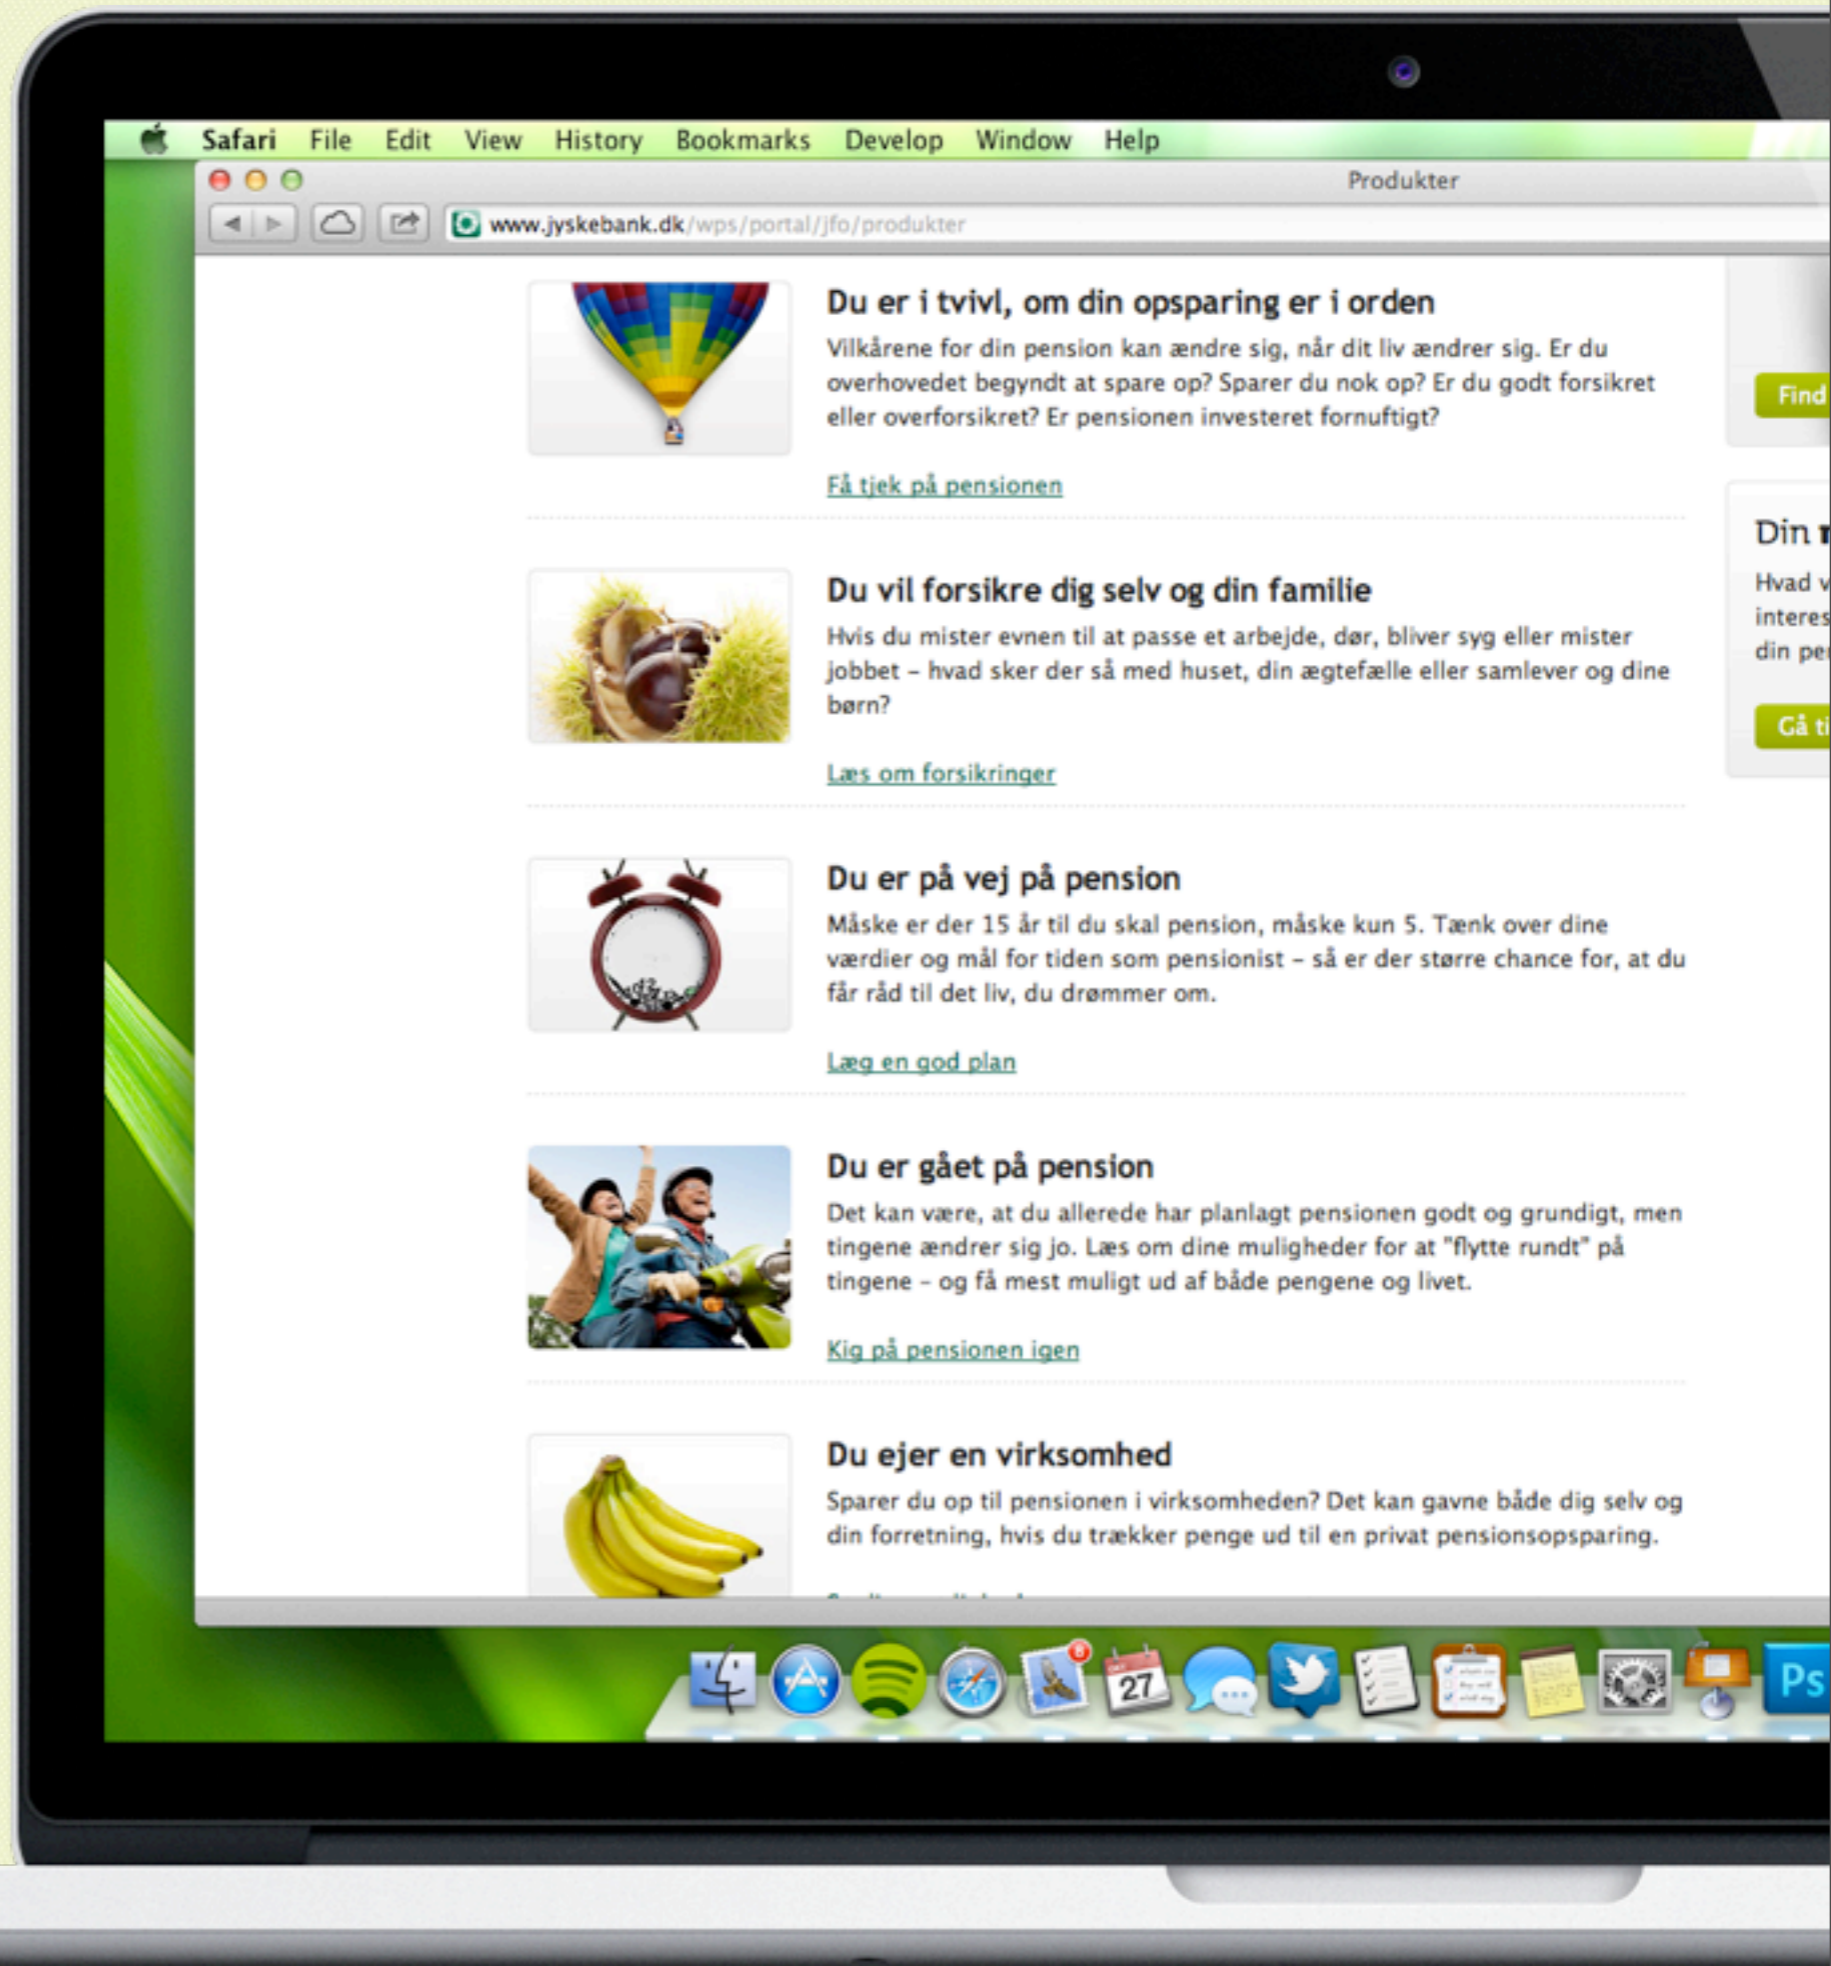 Safari File Edit View History Bookmarks Develop Window Help
Produkter
www.jyskebank.dk/wps/portal/jfo/produkter
Du er i tvivl, om din opsparing er i orden
Vilkårene for din pension kan ændre sig, når dit liv ændrer sig. Er du
overhovedet begyndt at spare op? Sparer du nok op? Er du godt forsikret
eller overforsikret? Er pensionen investeret fornuftigt?
Få tjek på pensionen
Du vil forsikre dig selv og din familie
Hvis du mister evnen til at passe et arbejde, dør, bliver syg eller mister
jobbet – hvad sker der så med huset, din ægtefælle eller samlever og dine
børn?
Læs om forsikringer
Du er på vej på pension
Måske er der 15 år til du skal pension, måske kun 5. Tænk over dine
værdier og mål for tiden som pensionist – så er der større chance for, at du
får råd til det liv, du drømmer om.
Læg en god plan
Du er gået på pension
Det kan være, at du allerede har planlagt pensionen godt og grundigt, men
tingene ændrer sig jo. Læs om dine muligheder for at "flytte rundt" på
tingene – og få mest muligt ud af både pengene og livet.
Kig på pensionen igen
Du ejer en virksomhed
Sparer du op til pensionen i virksomheden? Det kan gavne både dig selv og
din forretning, hvis du trækker penge ud til en privat pensionsopsparing.
Find
Din
Hvad
din
Gå
8
27
Ps